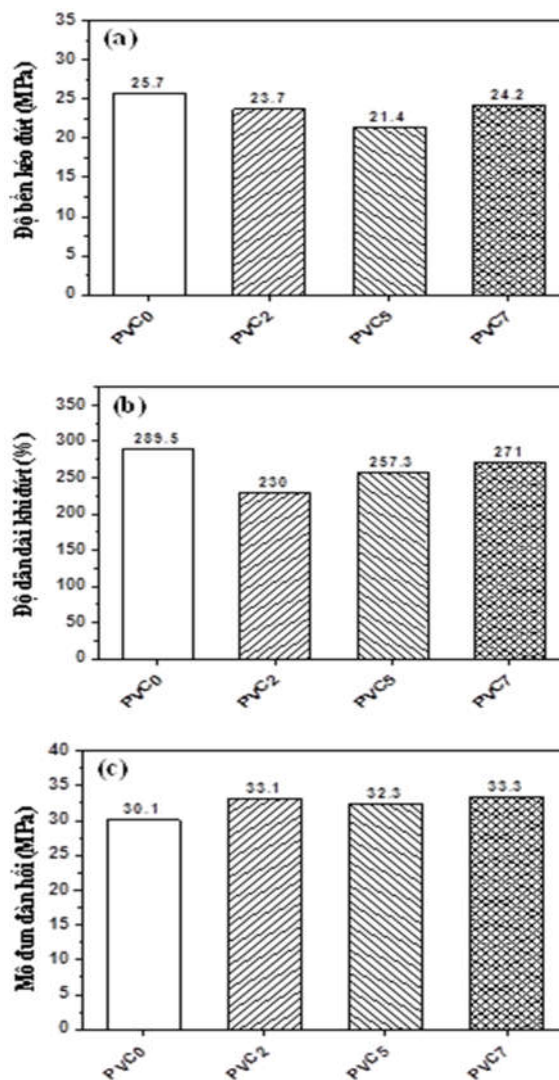 (a)
Độ bền kéo đứt (MPa)
35
30
25
20
15
10
5
0
25.7
23.7
21.4
24.2
PVC0
PVC2
PVC5
PVC7
(b)
Độ dãn dài khi đứt (%)
350
300
250
200
150
100
50
0
289.5
230
257.3
271
PVC0
PVC2
PVC5
PVC7
(c)
Mô đun đàn hồi (MPa)
40
35
30
25
20
15
10
5
0
30.1
33.1
32.3
33.3
PVC0
PVC2
PVC5
PVC7